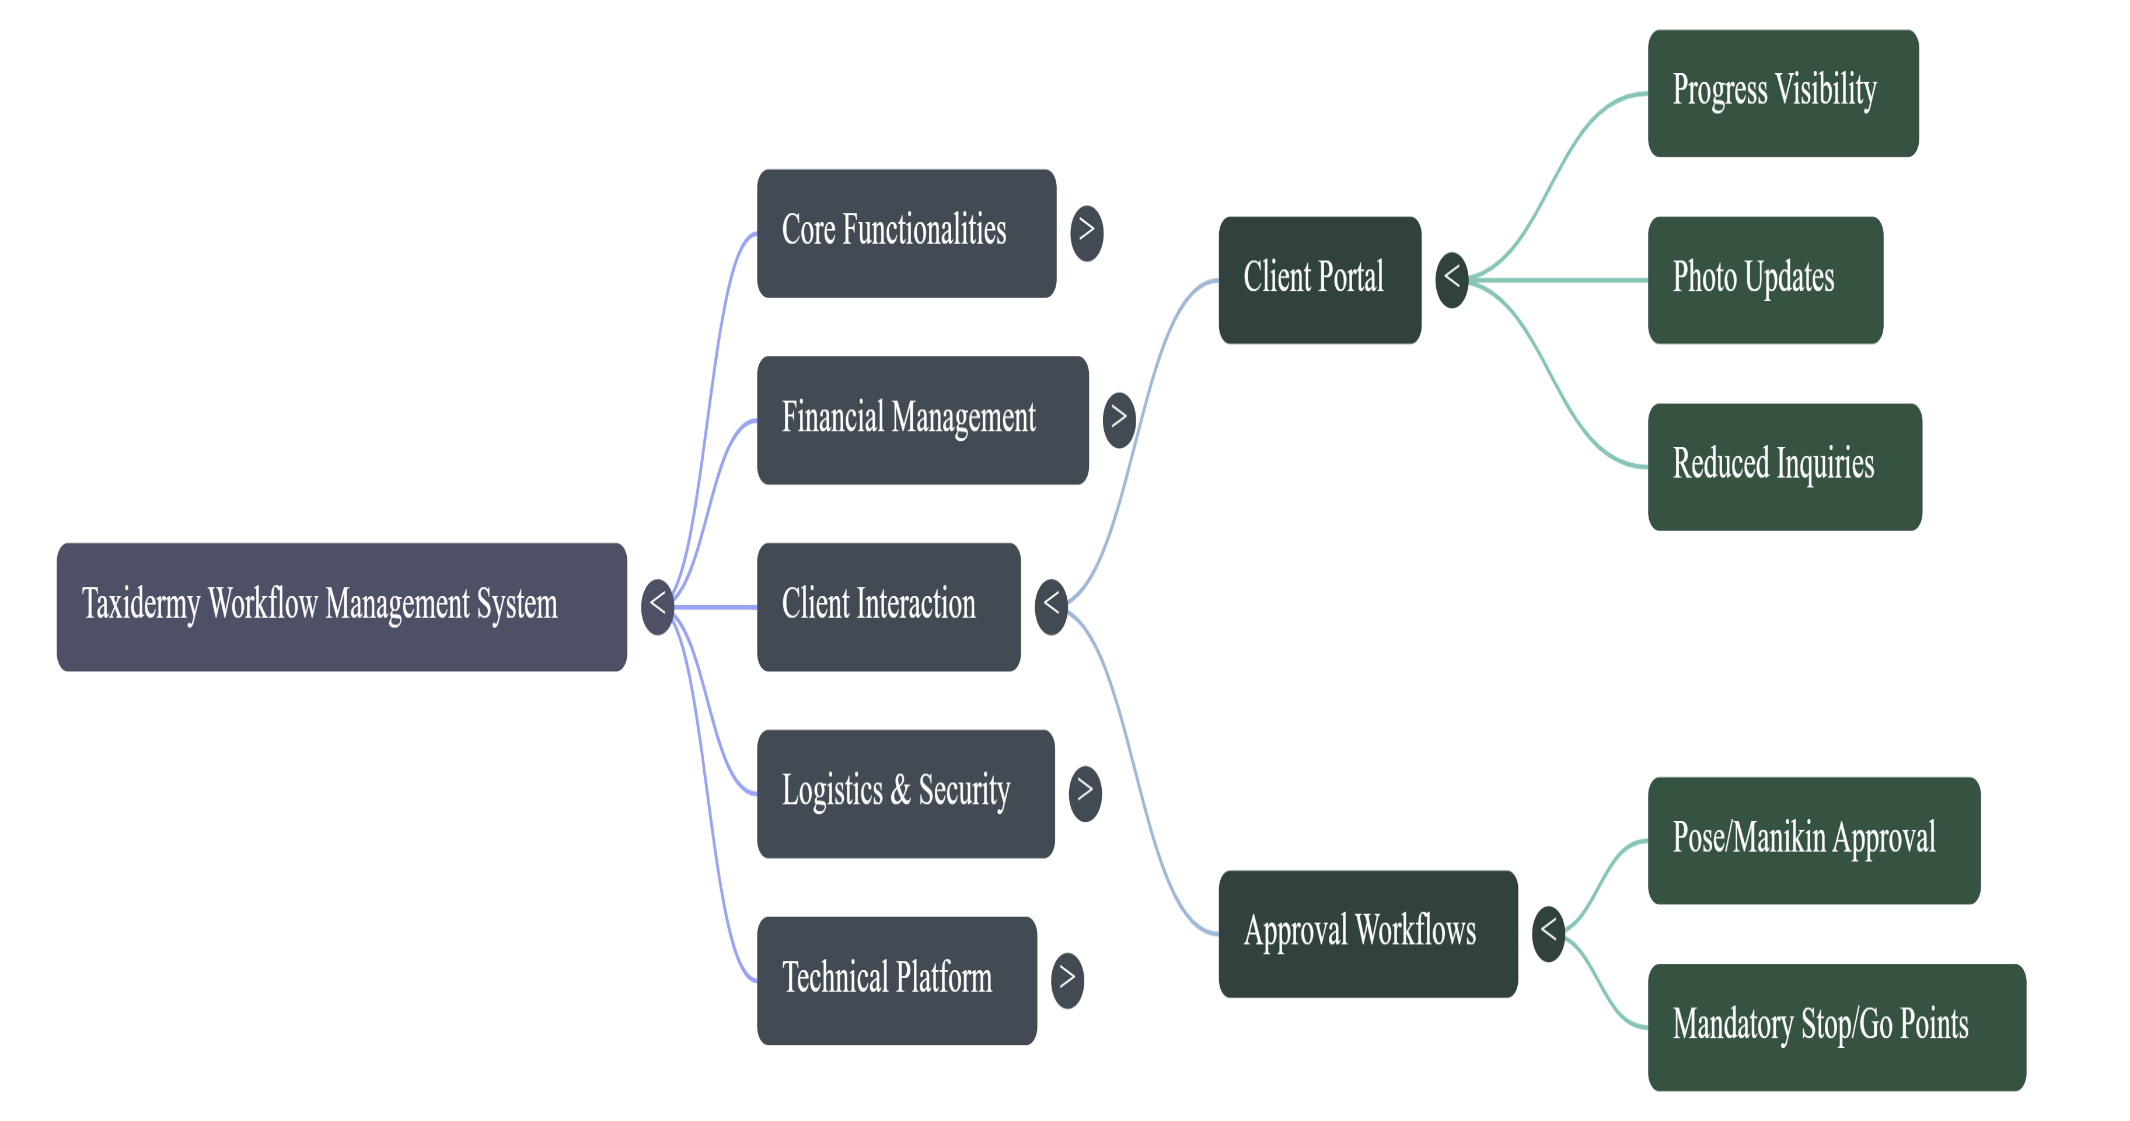 Taxidermy Workflow Management System
<
Core Functionalities
>
Financial Management
>
Client Interaction
<
Logistics & Security
>
Technical Platform
>
Client Portal
<
Progress Visibility
Photo Updates
Reduced Inquiries
Approval Workflows
<
Pose/Manikin Approval
Mandatory Stop/Go Points